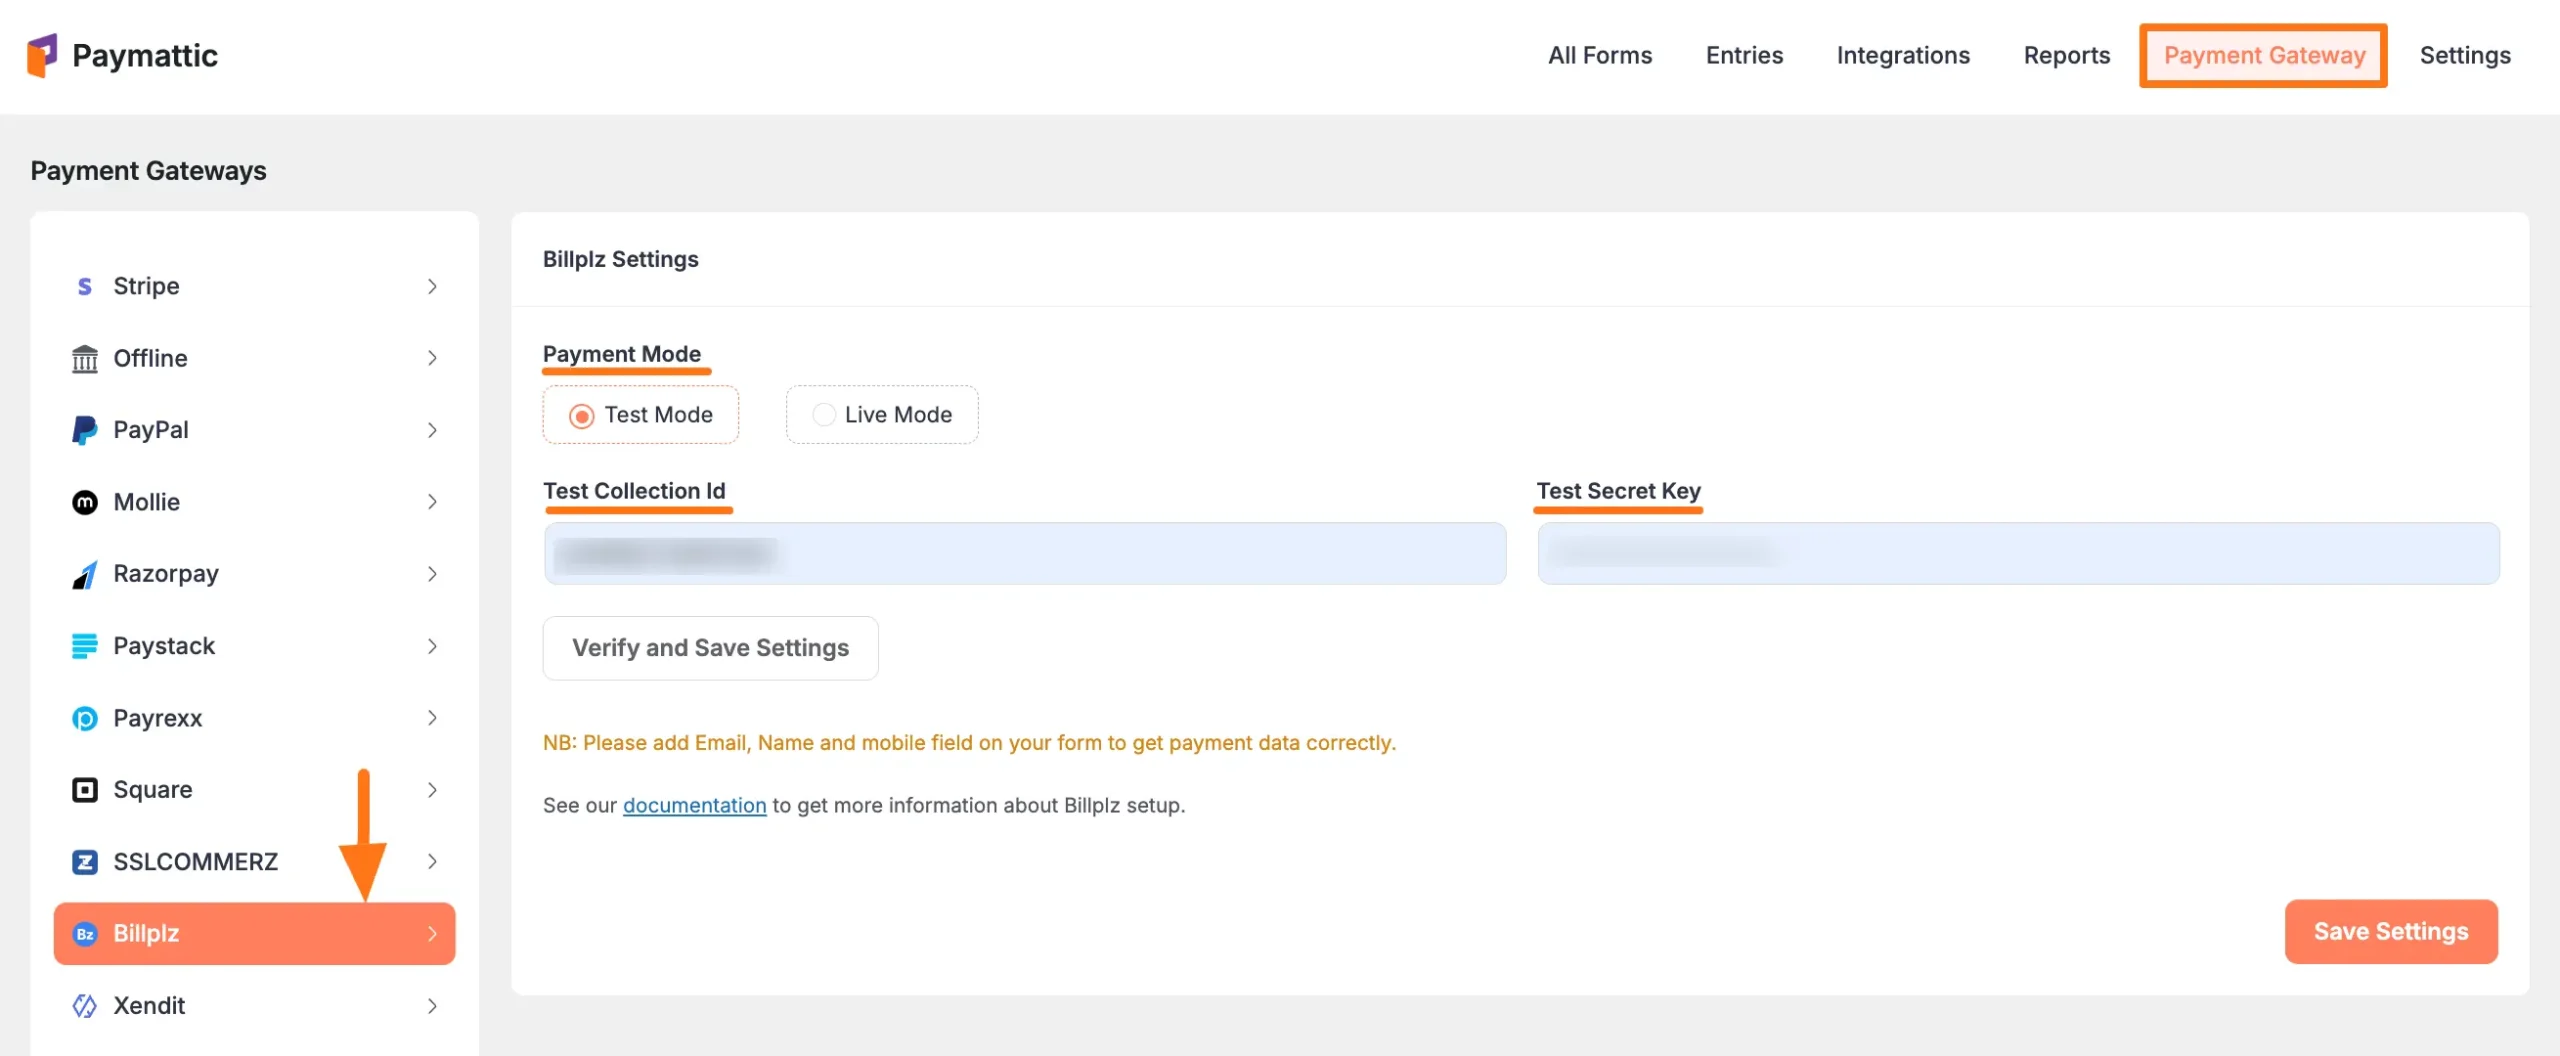 Paymattic
All Forms
Entries
Integrations
Reports
Payment Gateway
Settings
Payment Gateways
Stripe
Offline
PayPal
Mollie
Razorpay
Paystack
Payrexx
Square
SSLCOMMERZ
Billplz
Xendit
Billplz Settings
Payment Mode
Test Mode
Live Mode
Test Collection Id
Test Secret Key
Verify and Save Settings
NB: Please add Email, Name and mobile field on your form to get payment data correctly.
See our documentation to get more information about Billplz setup.
Save Settings